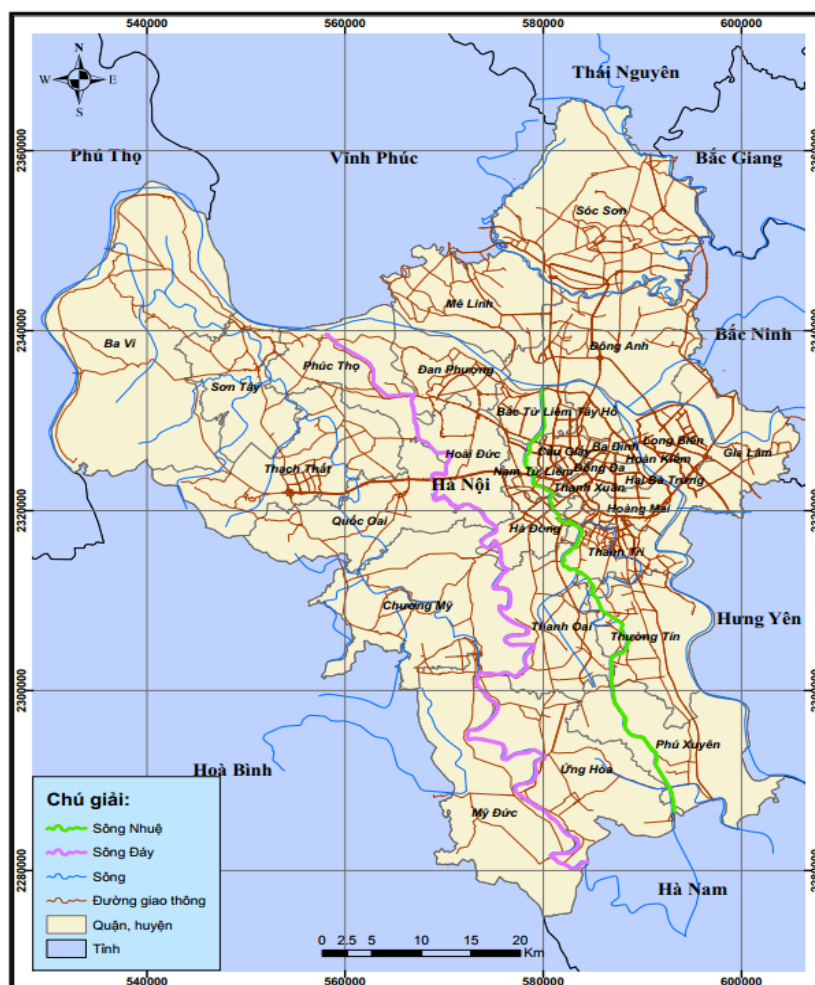 540000 560000 580000 600000
N
W E
S
Thái Nguyên
2360000 2360000
Phú Thọ Vĩnh Phúc Bắc Giang
Sóc Sơn
Mê Linh
2340000 2340000
Ba Vì Đông Anh Bắc Ninh
Phúc Thọ Đan Phượng
Sơn Tây
Bắc Từ Liêm Tây Hồ
Hoài Đức Cầu Giấy Ba Đình Long Biên
Hoàn Kiếm Gia Lâm
Thạch Thất Nam Từ Liêm Đống Đa
Hà Nội Thanh Xuân Hai Bà Trưng
2320000 Hoàng Mai 2320000
Quốc Oai Hà Đông
Thanh Trì
Chương Mỹ
Thanh Oai Thường Tín Hưng Yên
2300000 2300000
Phú Xuyên
Hoà Bình Ứng Hòa
Mỹ Đức
2280000 2280000
Hà Nam
Chú giải:
Sông Nhuệ
Sông Đáy
Sông
Đường giao thông
Quận, huyện
Tỉnh
0 2.5 5 10 15 20
Km
540000 560000 580000 600000